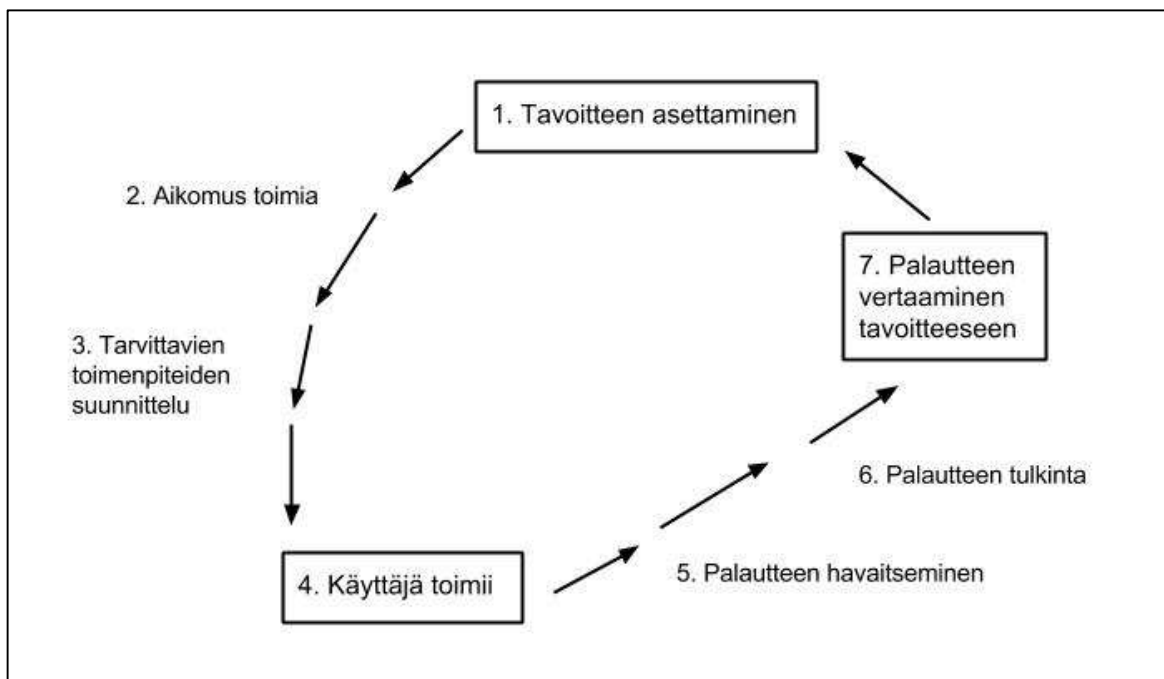 1. Tavoitteen asettaminen
2. Aikomus toimia
3. Tarvittavien
toimenpiteiden
suunnittelu
4. Käyttäjä toimii
5. Palautteen havaitseminen
6. Palautteen tulkinta
7. Palautteen
vertaaminen
tavoitteeseen